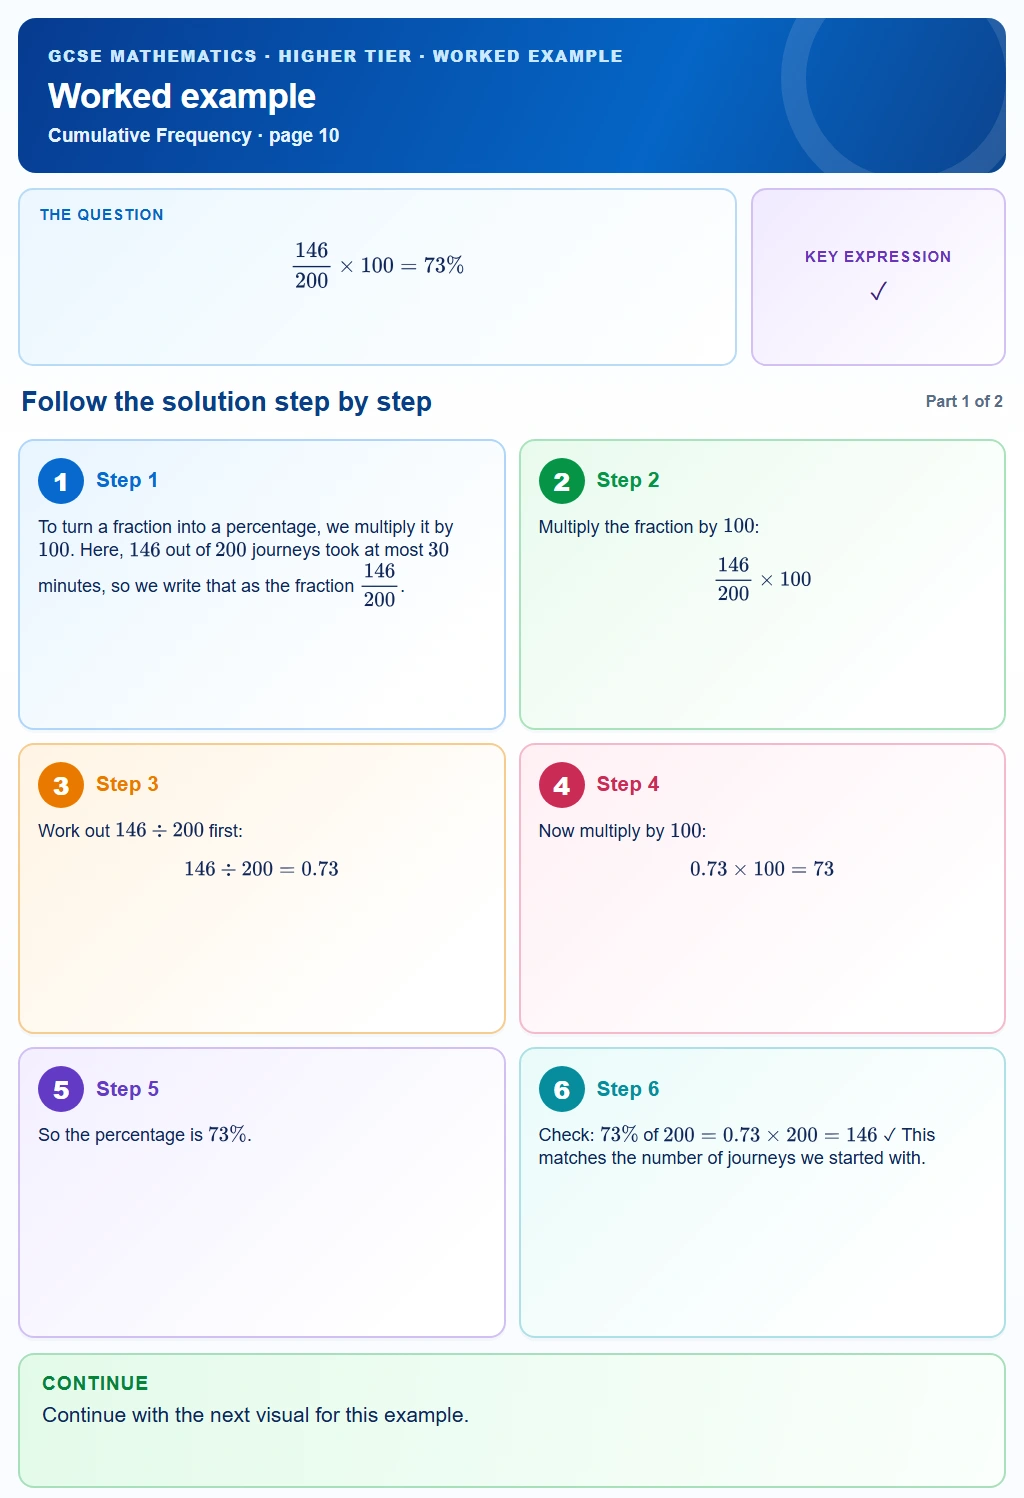 GCSE MATHEMATICS · HIGHER TIER · WORKED EXAMPLE
Worked example
Cumulative Frequency · page 10
THE QUESTION
146/200 × 100 = 73%
KEY EXPRESSION
✓
Follow the solution step by step
Part 1 of 2
1 Step 1
To turn a fraction into a percentage, we multiply it by
100. Here, 146 out of 200 journeys took at most 30
minutes, so we write that as the fraction 146/200.
2 Step 2
Multiply the fraction by 100:
146/200 × 100
3 Step 3
Work out 146 ÷ 200 first:
146 ÷ 200 = 0.73
4 Step 4
Now multiply by 100:
0.73 × 100 = 73
5 Step 5
So the percentage is 73%.
6 Step 6
Check: 73% of 200 = 0.73 × 200 = 146 ✓ This
matches the number of journeys we started with.
CONTINUE
Continue with the next visual for this example.